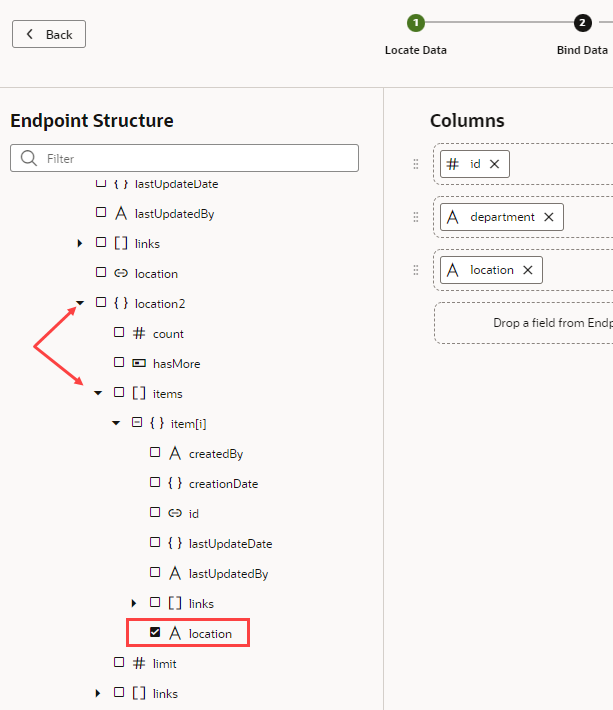 Back
1
2
Locate Data
Bind Data
Endpoint Structure
Filter
{ } lastUpdateDate
A lastUpdatedBy
[ ] links
location
{ } location2
# count
hasMore
[ ] items
{ } item[i]
A createdBy
{ } creationDate
id
{ } lastUpdateDate
A lastUpdatedBy
[ ] links
A location
# limit
[ ] links
Columns
# id ×
A department ×
A location ×
Drop a field from Endp